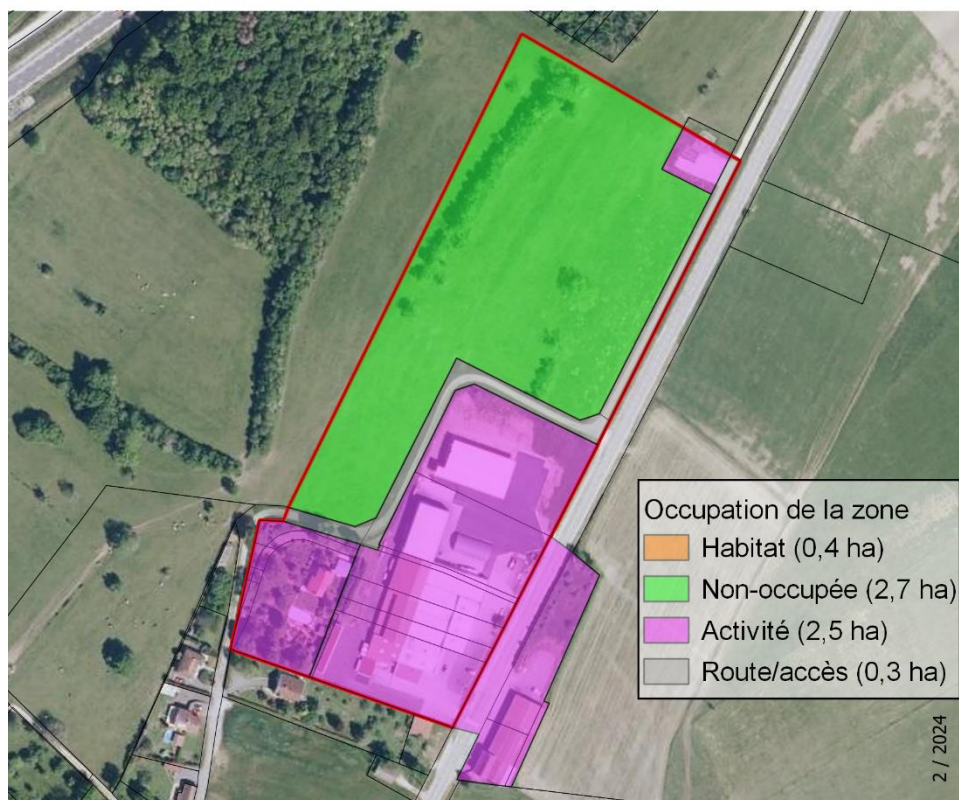 Occupation de la zone
Habitat (0,4 ha)
Non-occupée (2,7 ha)
Activité (2,5 ha)
Route/accès (0,3 ha)
2 / 2024